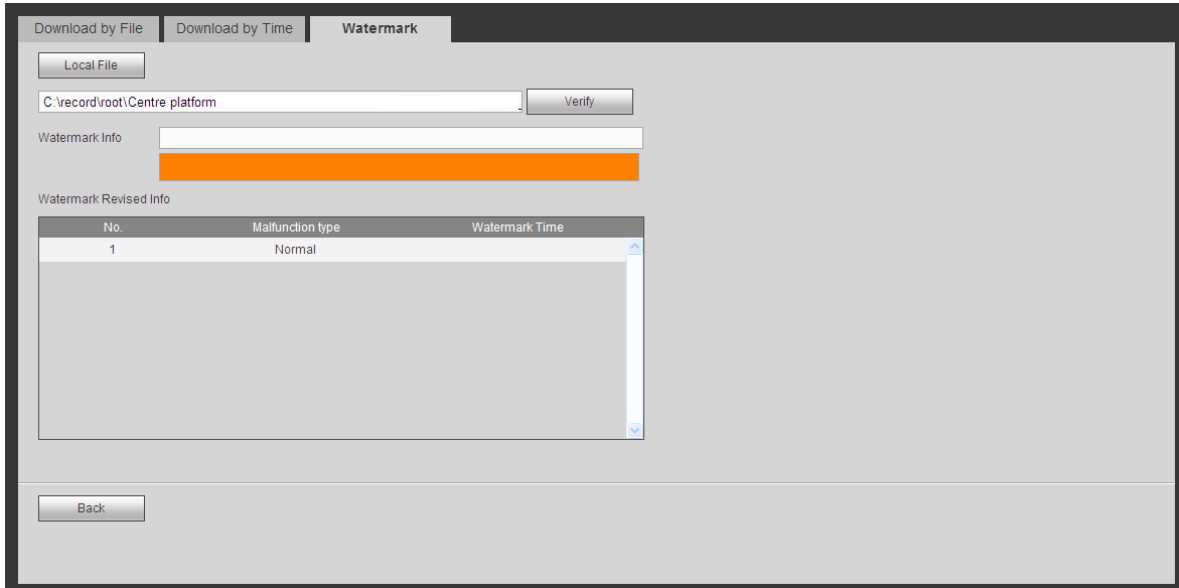 Download by File Download by Time Watermark
Local File
C:\record\root\Centre platform Verify
Watermark Info
Watermark Revised Info
No. Malfunction type Watermark Time
1 Normal
Back